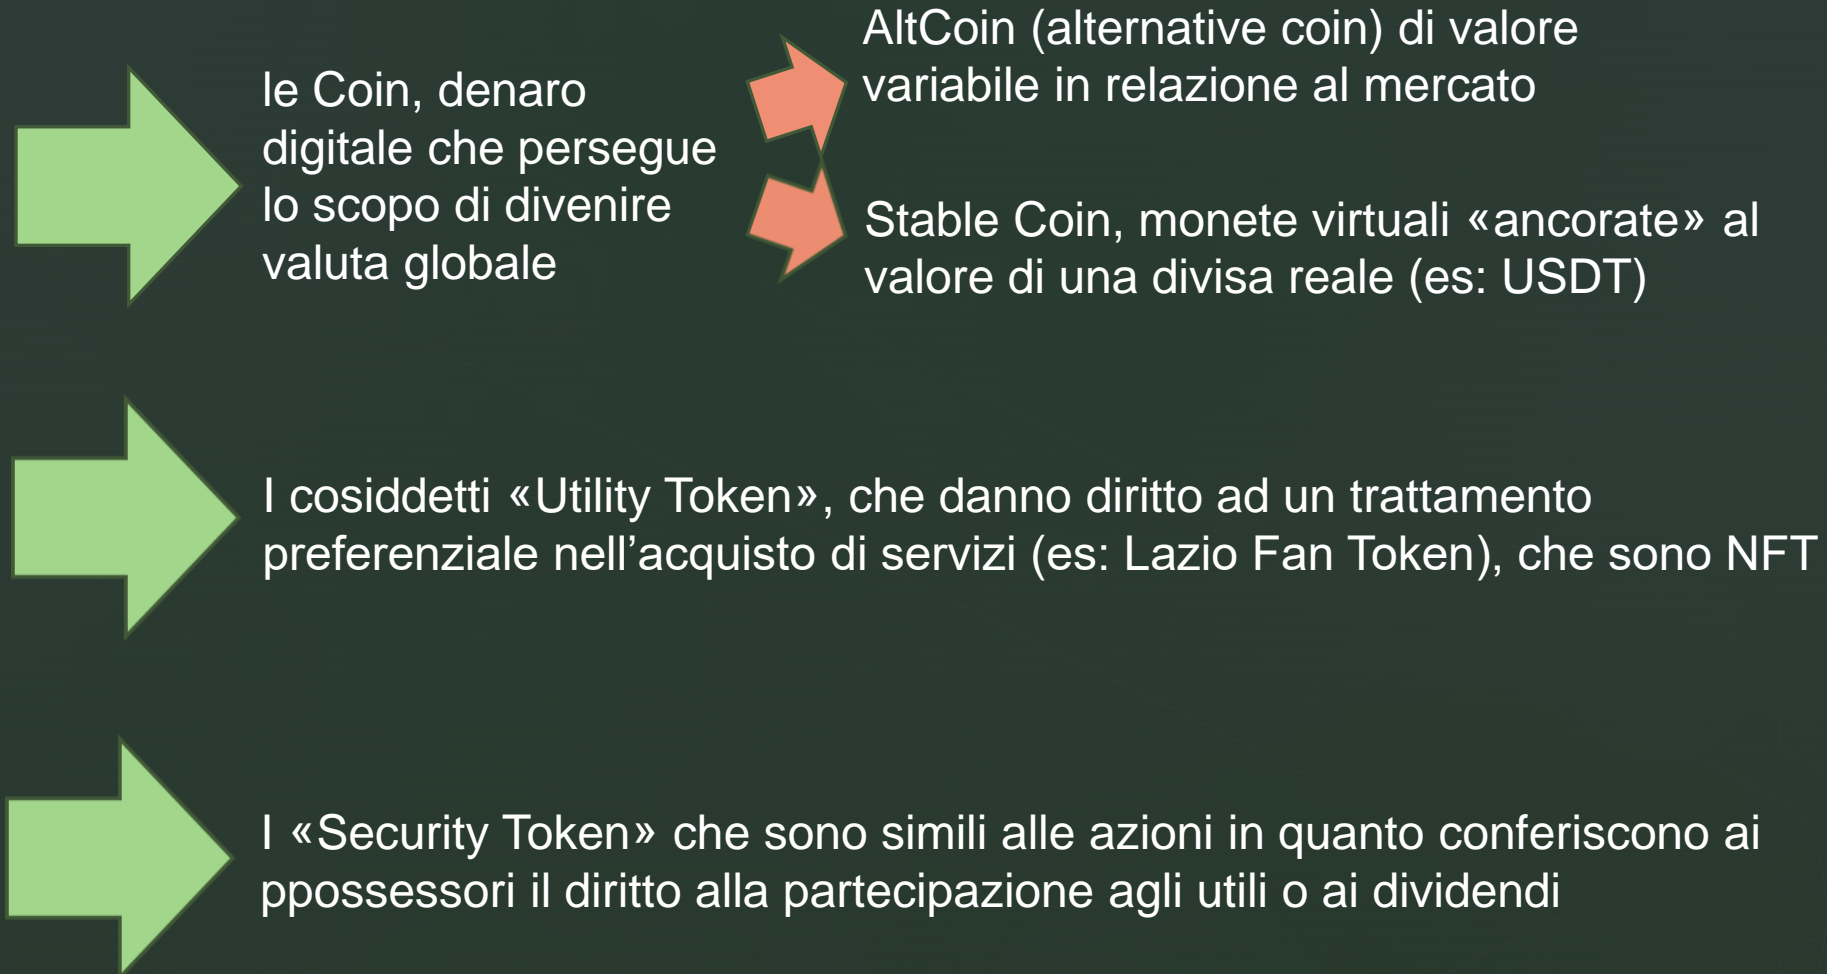 le Coin, denaro
digitale che persegue
lo scopo di divenire
valuta globale
AltCoin (alternative coin) di valore
variabile in relazione al mercato
Stable Coin, monete virtuali «ancorate» al
valore di una divisa reale (es: USDT)
I cosiddetti «Utility Token», che danno diritto ad un trattamento
preferenziale nell’acquisto di servizi (es: Lazio Fan Token), che sono NFT
I «Security Token» che sono simili alle azioni in quanto conferiscono ai
ppossessori il diritto alla partecipazione agli utili o ai dividendi